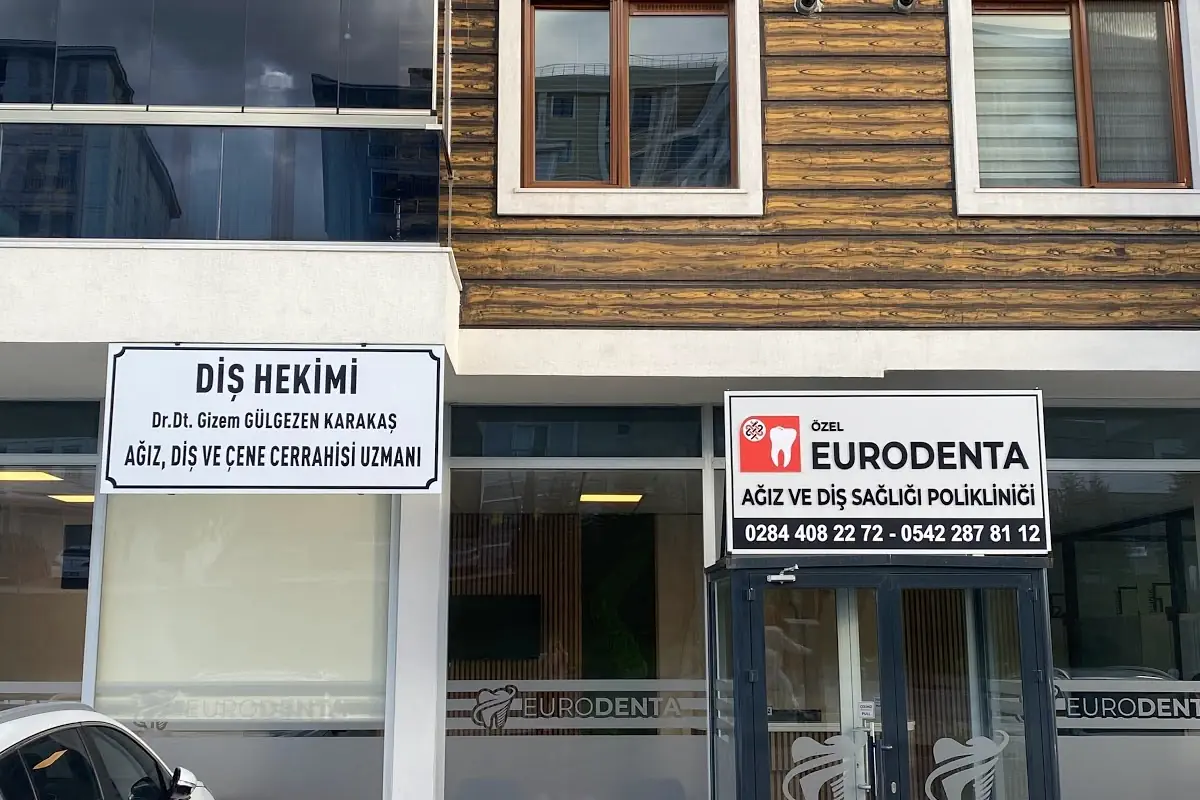 DİŞ HEKİMİ
Dr.Dt. Gizem GÜLGEZEN KARAKAŞ
AĞIZ, DİŞ VE ÇENE CERRAHİSİ UZMANI
ÖZEL
EURODENTA
AĞIZ VE DİŞ SAĞLIĞI POLİKLİNİĞİ
0284 408 22 72 - 0542 287 81 12
EURODENTA
EURODENTA
EURODENT